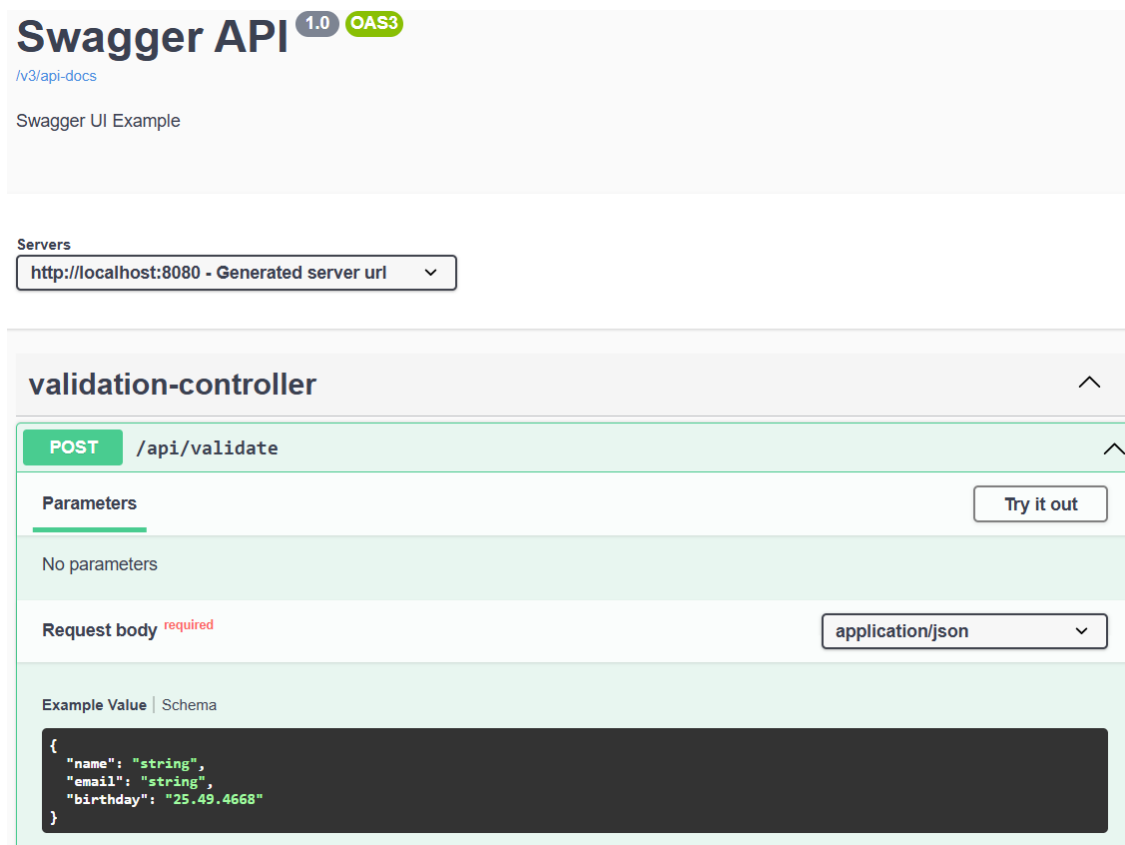 Swagger API 1.0 OAS3
/v3/api-docs
Swagger UI Example
Servers
http://localhost:8080 - Generated server url
validation-controller
POST /api/validate
Parameters Try it out
No parameters
Request body required application/json
Example Value | Schema
{
  "name": "string",
  "email": "string",
  "birthday": "25.49.4668"
}